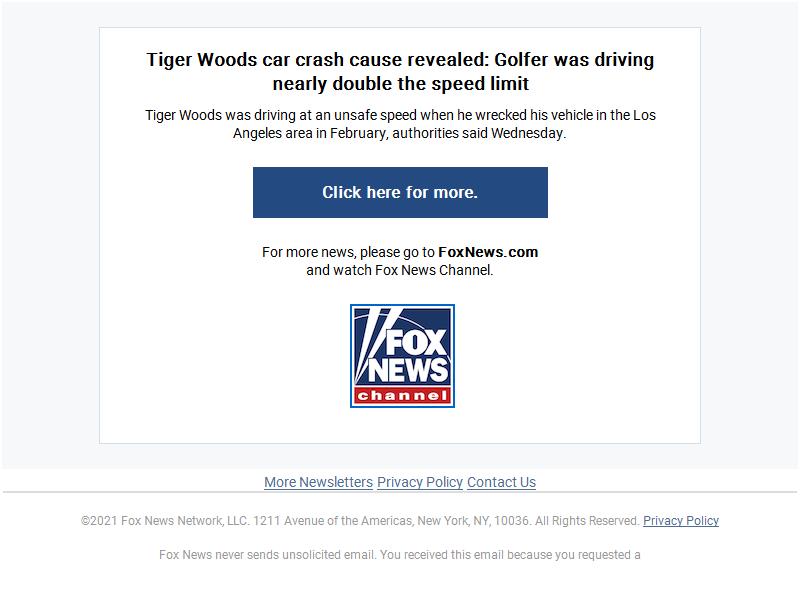 Tiger Woods car crash cause revealed: Golfer was driving
nearly double the speed limit
Tiger Woods was driving at an unsafe speed when he wrecked his vehicle in the Los
Angeles area in February, authorities said Wednesday.
Click here for more.
For more news, please go to FoxNews.com
and watch Fox News Channel.
FOX
NEWS
channel
More Newsletters Privacy Policy Contact Us
©2021 Fox News Network, LLC. 1211 Avenue of the Americas, New York, NY, 10036. All Rights Reserved. Privacy Policy
Fox News never sends unsolicited email. You received this email because you requested a